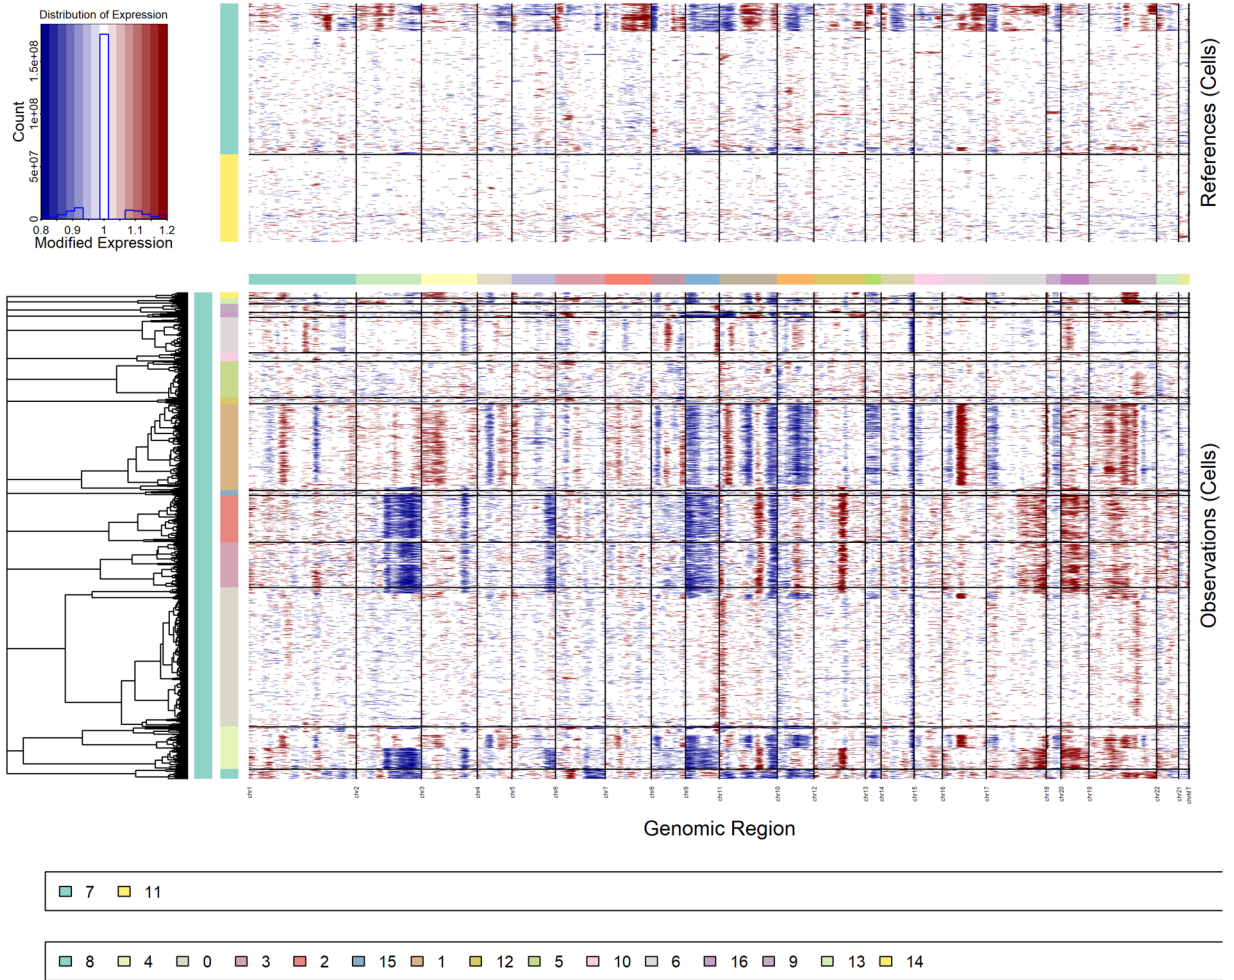 Distribution of Expression
Count
0 5e+07 1e+08 1.5e+08
0.8 0.9 1 1.1 1.2
Modified Expression
References (Cells)
Observations (Cells)
chr1 chr2 chr3 chr4 chr5 chr6 chr7 chr8 chr9 chr11 chr10 chr12 chr13 chr14 chr15 chr16 chr17 chr18 chr20 chr19 chr22 chr21 chrMT
Genomic Region
7 11
8 4 0 3 2 15 1 12 5 10 6 16 9 13 14